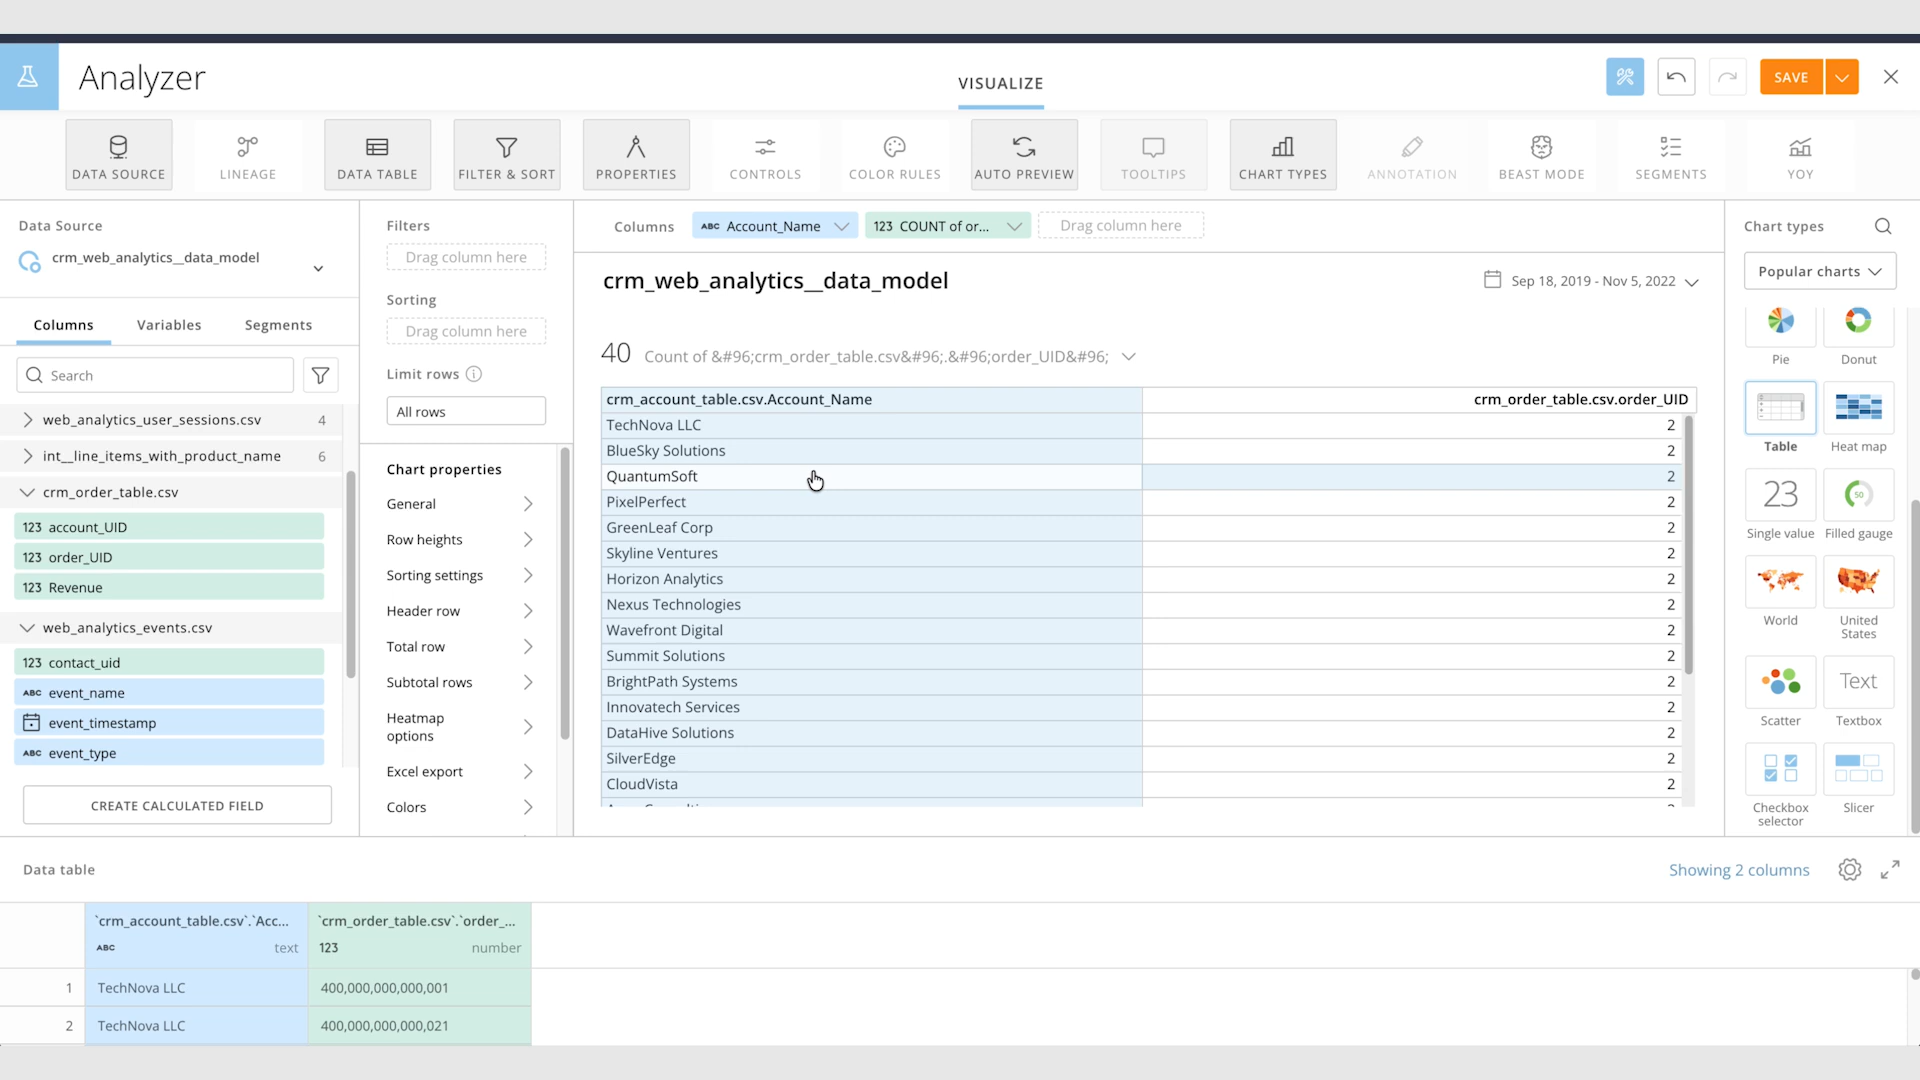 Analyzer
VISUALIZE
SAVE
DATA SOURCE
LINEAGE
DATA TABLE
FILTER & SORT
PROPERTIES
CONTROLS
COLOR RULES
AUTO PREVIEW
TOOLTIPS
CHART TYPES
ANNOTATION
BEAST MODE
SEGMENTS
YOY
Data Source
crm_web_analytics__data_model
Columns
Variables
Segments
Search
web_analytics_user_sessions.csv 4
int__line_items_with_product_name 6
crm_order_table.csv
123 account_UID
123 order_UID
123 Revenue
web_analytics_events.csv
123 contact_uid
ABC event_name
event_timestamp
ABC event_type
CREATE CALCULATED FIELD
Filters
Drag column here
Sorting
Drag column here
Limit rows
All rows
Chart properties
General
Row heights
Sorting settings
Header row
Total row
Subtotal rows
Heatmap
options
Excel export
Colors
Columns ABC Account_Name 123 COUNT of or... Drag column here
crm_web_analytics__data_model
Sep 18, 2019 - Nov 5, 2022
40 Count of &#96;crm_order_table.csv&#96;.&#96;order_UID&#96;
crm_account_table.csv.Account_Name crm_order_table.csv.order_UID
TechNova LLC 2
BlueSky Solutions 2
QuantumSoft 2
PixelPerfect 2
GreenLeaf Corp 2
Skyline Ventures 2
Horizon Analytics 2
Nexus Technologies 2
Wavefront Digital 2
Summit Solutions 2
BrightPath Systems 2
Innovatech Services 2
DataHive Solutions 2
SilverEdge 2
CloudVista 2
Chart types
Popular charts
Pie
Donut
Table
Heat map
23
Single value
50
Filled gauge
World
United
States
Scatter
Text
Textbox
Checkbox
selector
Slicer
Data table
Showing 2 columns
`crm_account_table.csv`.`Acc... `crm_order_table.csv`.`order_...
ABC text 123 number
1 TechNova LLC 400,000,000,000,001
2 TechNova LLC 400,000,000,000,021